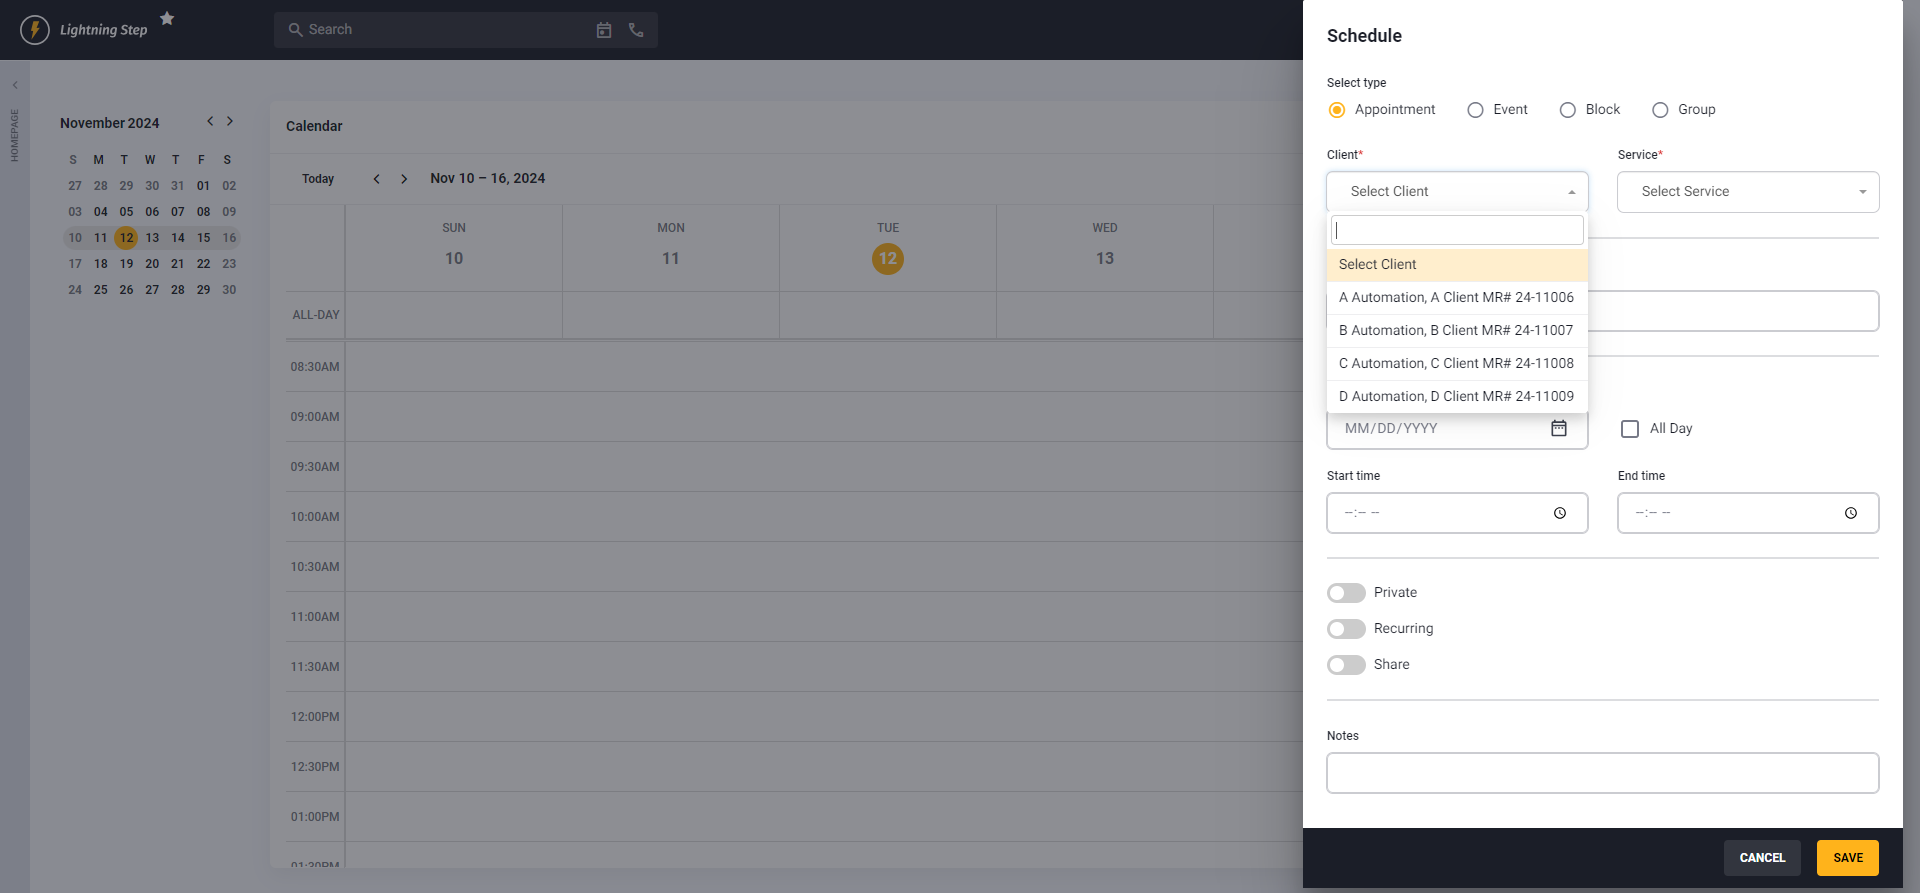 Lightning Step
Search
HOMEPAGE
November 2024
S M T W T F S
27 28 29 30 31 01 02
03 04 05 06 07 08 09
10 11 12 13 14 15 16
17 18 19 20 21 22 23
24 25 26 27 28 29 30
Calendar
Today
Nov 10 – 16, 2024
SUN MON TUE WED
10 11 12 13
ALL-DAY
08:30AM
09:00AM
09:30AM
10:00AM
10:30AM
11:00AM
11:30AM
12:00PM
12:30PM
01:00PM
01:30PM
Schedule
Select type
Appointment Event Block Group
Client* Service*
Select Client Select Service
Select Client
A Automation, A Client MR# 24-11006
B Automation, B Client MR# 24-11007
C Automation, C Client MR# 24-11008
D Automation, D Client MR# 24-11009
MM/DD/YYYY All Day
Start time End time
--:-- -- --:-- --
Private
Recurring
Share
Notes
CANCEL SAVE